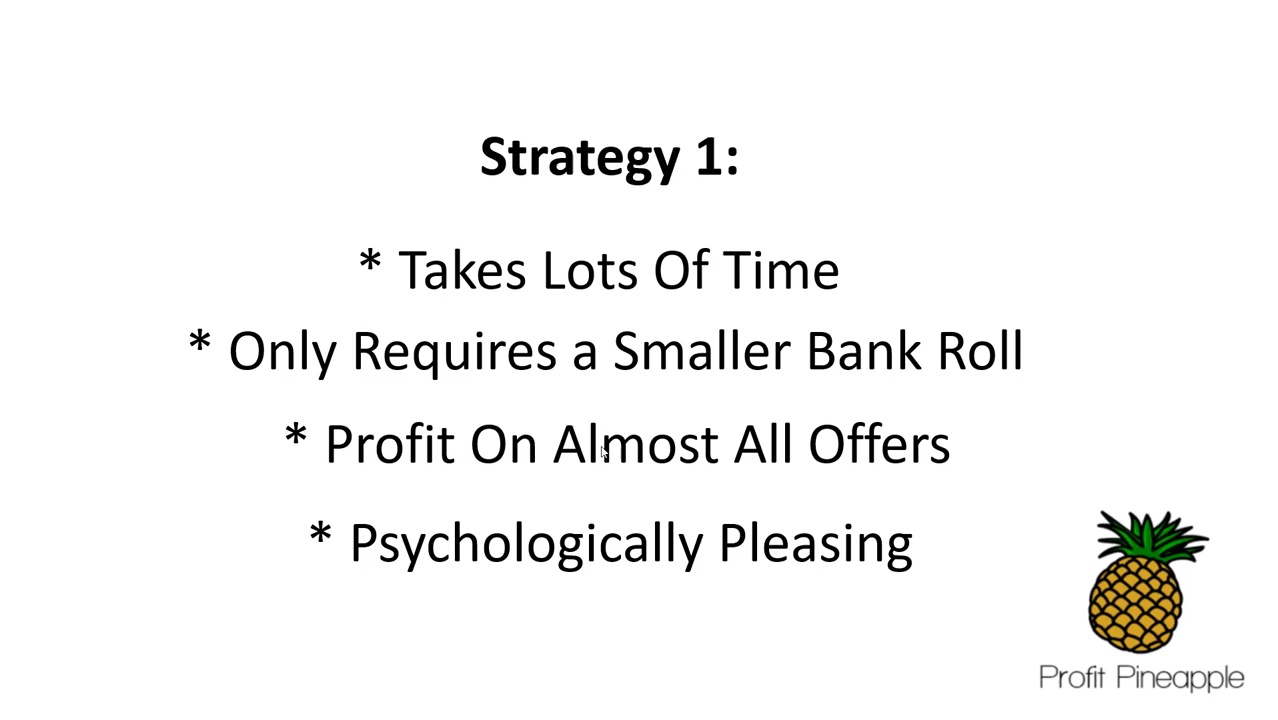 Strategy 1:
* Takes Lots Of Time
* Only Requires a Smaller Bank Roll
* Profit On Almost All Offers
* Psychologically Pleasing
Profit Pineapple